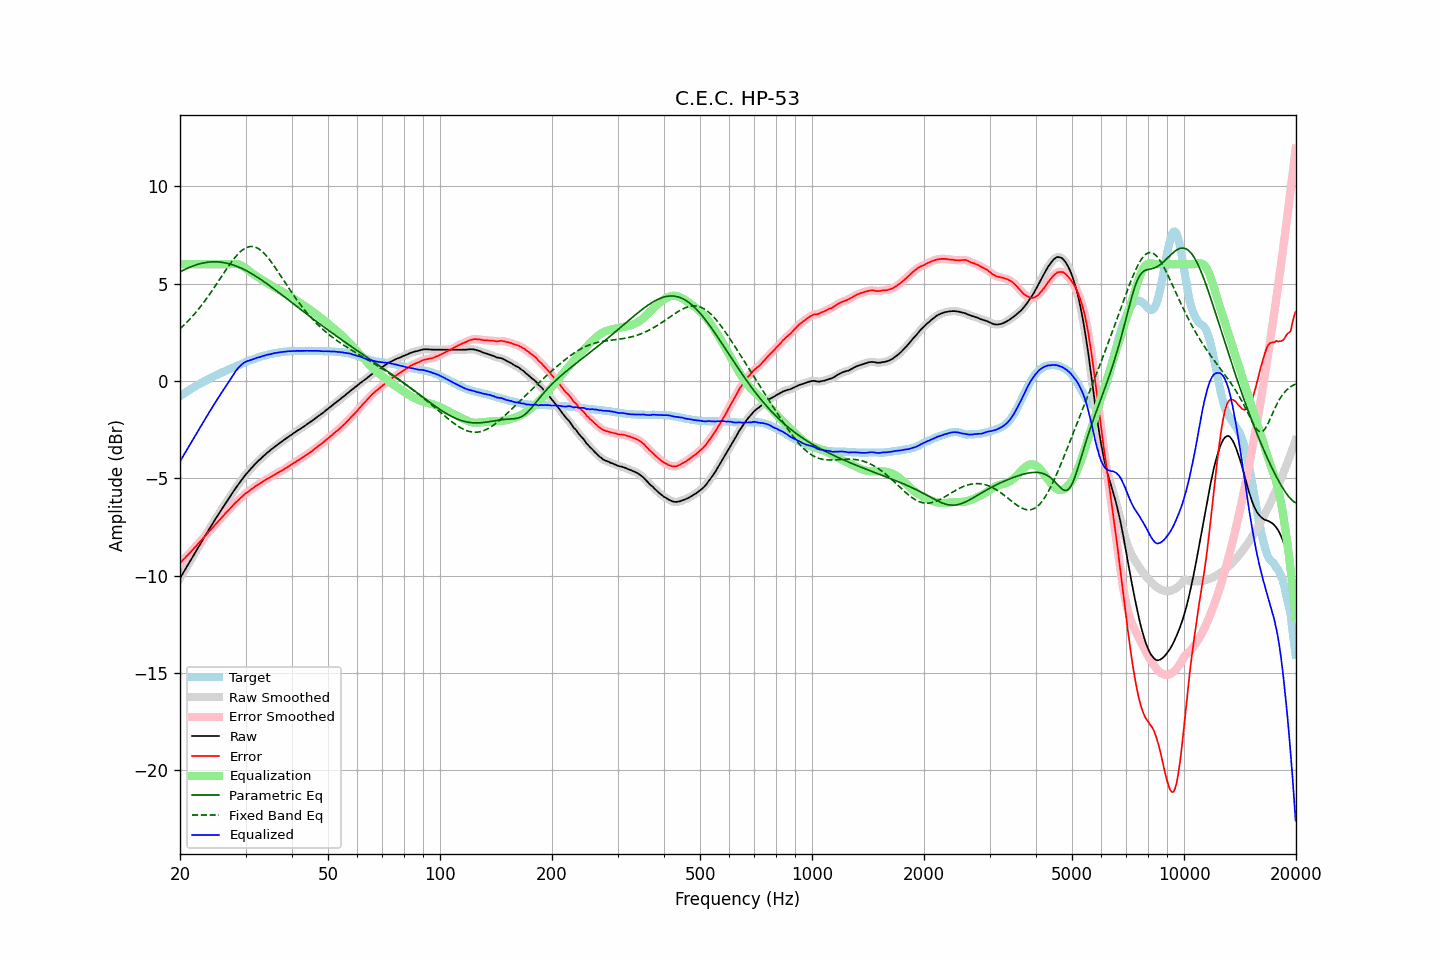 C.E.C. HP-53
Amplitude (dBr)
10
5
0
−5
−10
−15
−20
Target
Raw Smoothed
Error Smoothed
Raw
Error
Equalization
Parametric Eq
Fixed Band Eq
Equalized
20 50 100 200 500 1000 2000 5000 10000 20000
Frequency (Hz)